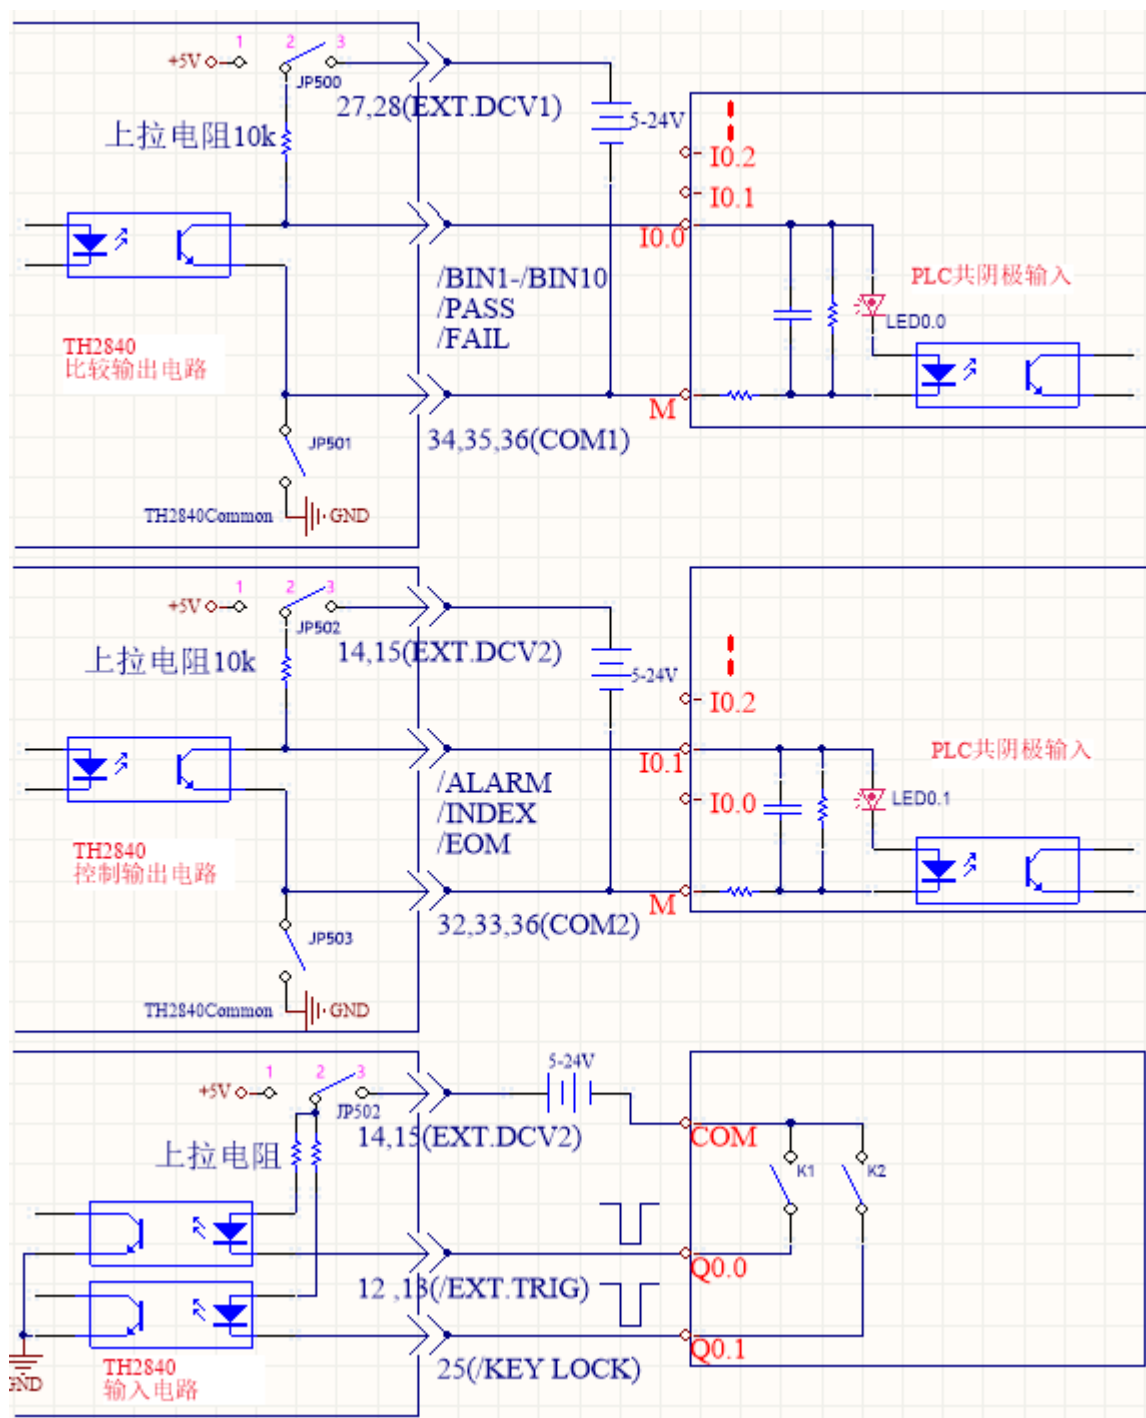 1 2 3
+5V
JP500
27,28(EXT.DCV1)
5-24V
上拉电阻10k
I0.2
I0.1
I0.0
/BIN1-/BIN10
/PASS
/FAIL
PLC共阴极输入
LED0.0
TH2840
比较输出电路
M
34,35,36(COM1)
JP501
TH2840Common
GND
1 2 3
+5V
JP502
14,15(EXT.DCV2)
5-24V
上拉电阻10k
I0.2
I0.1
I0.0
/ALARM
/INDEX
/EOM
PLC共阴极输入
LED0.1
TH2840
控制输出电路
M
32,33,36(COM2)
JP503
TH2840Common
GND
1 2 3
+5V
JP502
14,15(EXT.DCV2)
5-24V
COM
上拉电阻
K1
K2
12 ,13(/EXT.TRIG)
Q0.0
25(/KEY LOCK)
Q0.1
TH2840
输入电路
GND